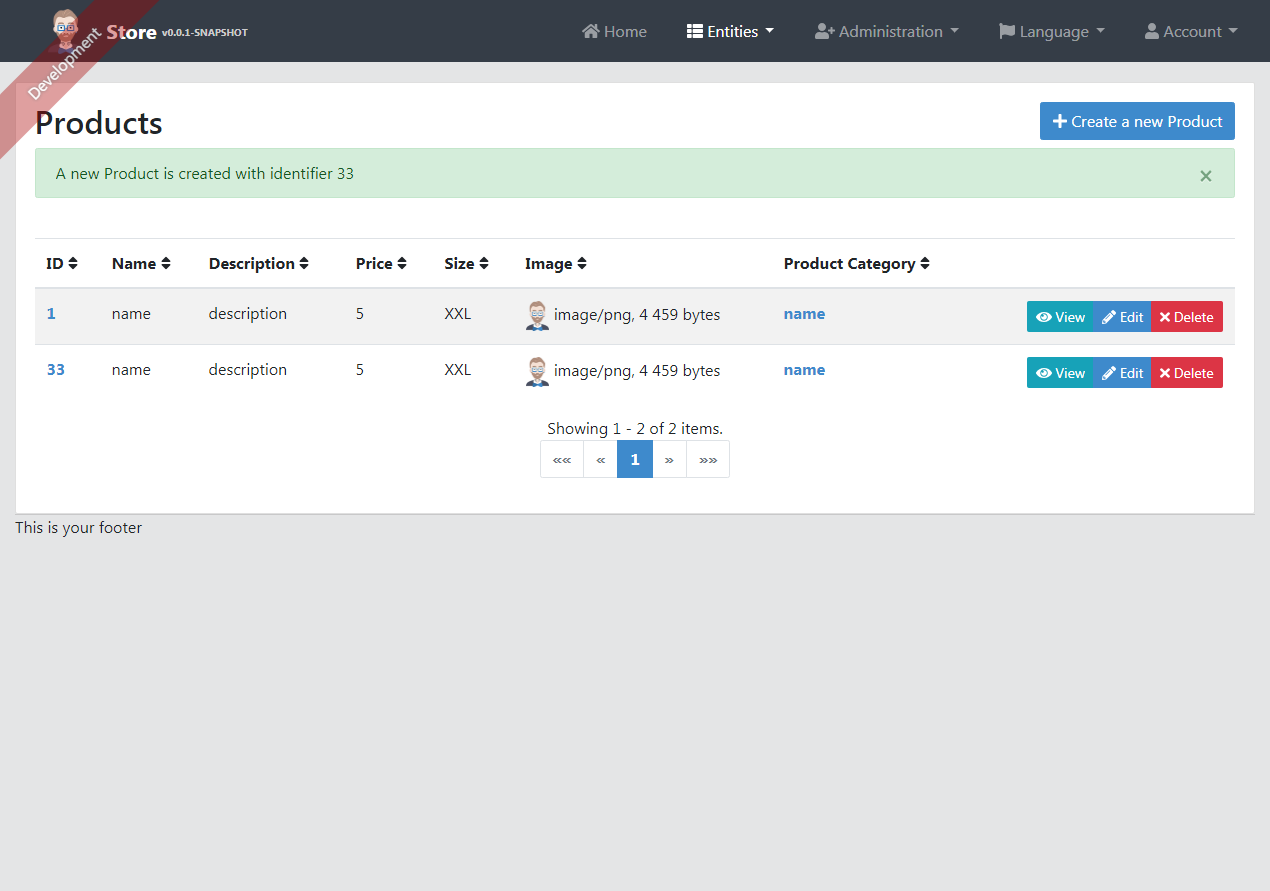 Development
Store v0.0.1-SNAPSHOT Home Entities Administration Language Account
Products Create a new Product
A new Product is created with identifier 33 ×
ID Name Description Price Size Image Product Category
1 name description 5 XXL image/png, 4 459 bytes name View Edit Delete
33 name description 5 XXL image/png, 4 459 bytes name View Edit Delete
Showing 1 - 2 of 2 items.
«« « 1 » »»
This is your footer